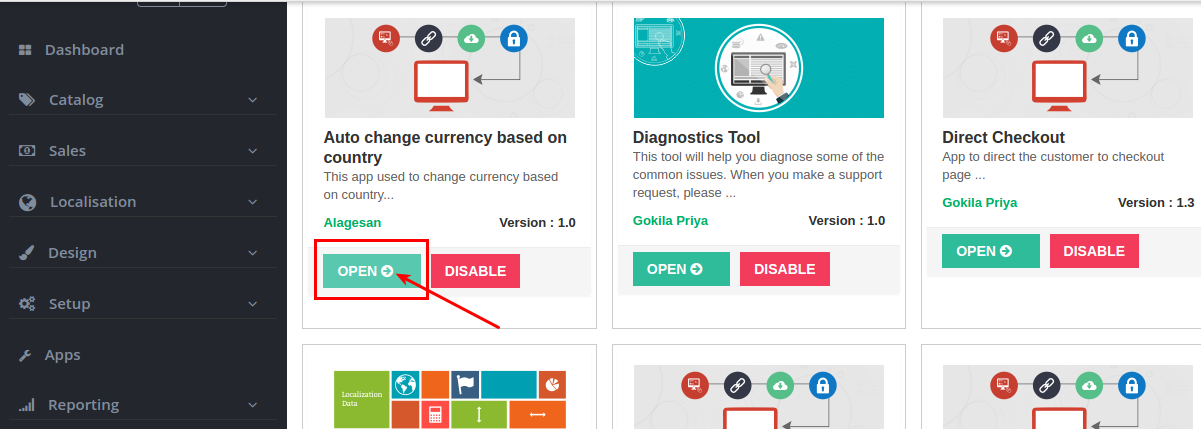 Dashboard
Catalog
Sales
Localisation
Design
Setup
Apps
Reporting
Auto change currency based on
country
This app used to change currency based
on country...
Alagesan
Version : 1.0
OPEN
DISABLE
Diagnostics Tool
This tool will help you diagnose some of the
common issues. When you make a support
request, please ...
Gokila Priya
Version : 1.0
OPEN
DISABLE
Direct Checkout
App to direct the customer to checkout
page ...
Gokila Priya
Version : 1.3
OPEN
DISABLE
Localization
Data